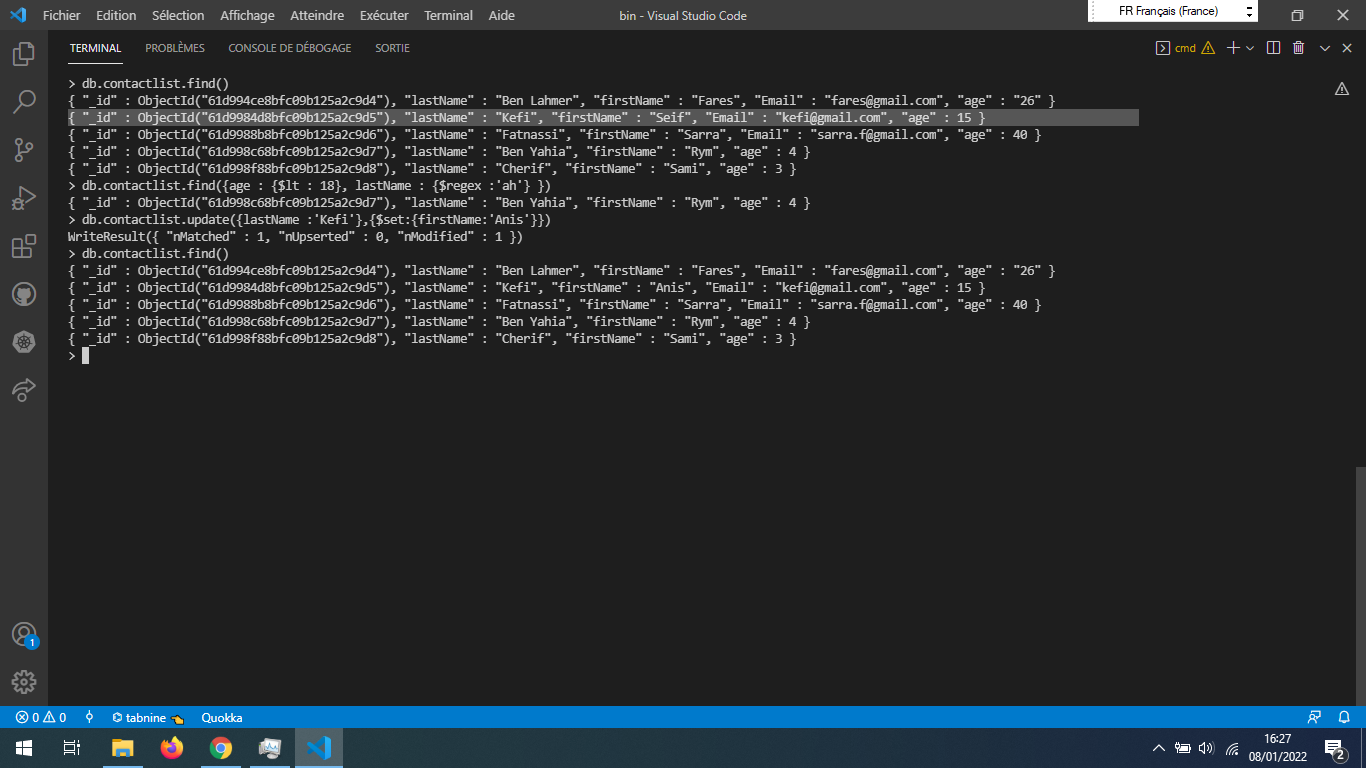 Fichier Edition Sélection Affichage Atteindre Exécuter Terminal Aide bin - Visual Studio Code FR Français (France)
TERMINAL PROBLÈMES CONSOLE DE DÉBOGAGE SORTIE cmd
> db.contactlist.find()
{ "_id" : ObjectId("61d994ce8bfc09b125a2c9d4"), "lastName" : "Ben Lahmer", "firstName" : "Fares", "Email" : "fares@gmail.com", "age" : "26" }
{ "_id" : ObjectId("61d9984d8bfc09b125a2c9d5"), "lastName" : "Kefi", "firstName" : "Seif", "Email" : "kefi@gmail.com", "age" : 15 }
{ "_id" : ObjectId("61d9988b8bfc09b125a2c9d6"), "lastName" : "Fatnassi", "firstName" : "Sarra", "Email" : "sarra.f@gmail.com", "age" : 40 }
{ "_id" : ObjectId("61d998c68bfc09b125a2c9d7"), "lastName" : "Ben Yahia", "firstName" : "Rym", "age" : 4 }
{ "_id" : ObjectId("61d998f88bfc09b125a2c9d8"), "lastName" : "Cherif", "firstName" : "Sami", "age" : 3 }
> db.contactlist.find({age : {$lt : 18}, lastName : {$regex :'ah'} })
{ "_id" : ObjectId("61d998c68bfc09b125a2c9d7"), "lastName" : "Ben Yahia", "firstName" : "Rym", "age" : 4 }
> db.contactlist.update({lastName :'Kefi'},{$set:{firstName:'Anis'}})
WriteResult({ "nMatched" : 1, "nUpserted" : 0, "nModified" : 1 })
> db.contactlist.find()
{ "_id" : ObjectId("61d994ce8bfc09b125a2c9d4"), "lastName" : "Ben Lahmer", "firstName" : "Fares", "Email" : "fares@gmail.com", "age" : "26" }
{ "_id" : ObjectId("61d9984d8bfc09b125a2c9d5"), "lastName" : "Kefi", "firstName" : "Anis", "Email" : "kefi@gmail.com", "age" : 15 }
{ "_id" : ObjectId("61d9988b8bfc09b125a2c9d6"), "lastName" : "Fatnassi", "firstName" : "Sarra", "Email" : "sarra.f@gmail.com", "age" : 40 }
{ "_id" : ObjectId("61d998c68bfc09b125a2c9d7"), "lastName" : "Ben Yahia", "firstName" : "Rym", "age" : 4 }
{ "_id" : ObjectId("61d998f88bfc09b125a2c9d8"), "lastName" : "Cherif", "firstName" : "Sami", "age" : 3 }
>
1
0 0 tabnine Quokka
16:27
08/01/2022
2